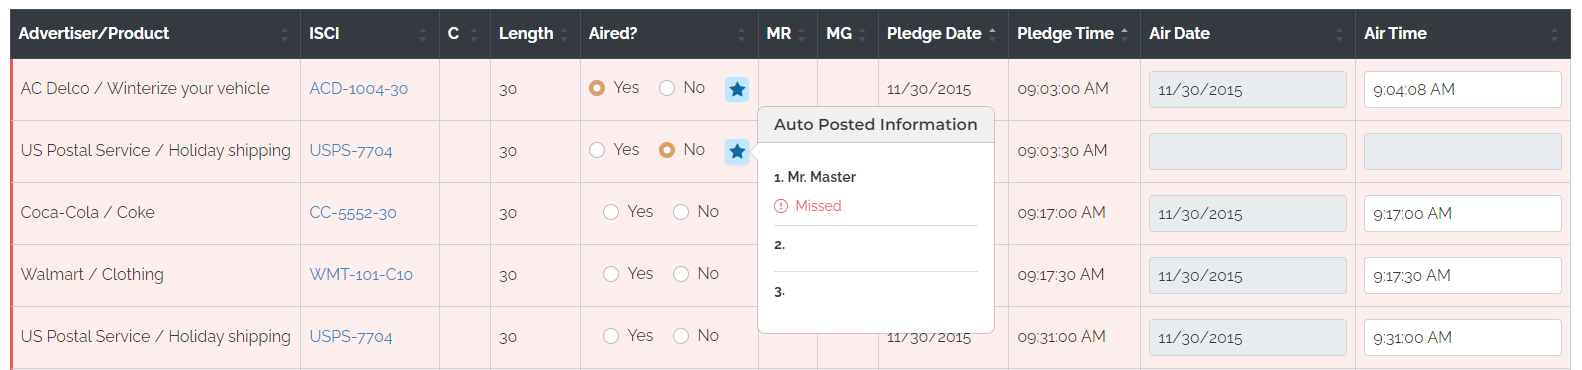 Advertiser/Product ISCI C Length Aired? MR MG Pledge Date Pledge Time Air Date Air Time
AC Delco / Winterize your vehicle ACD-1004-30 30 Yes No 11/30/2015 09:03:00 AM 11/30/2015 9:04:08 AM
US Postal Service / Holiday shipping USPS-7704 30 Yes No 09:03:30 AM
Auto Posted Information
1. Mr. Master
Missed
2.
3.
Coca-Cola / Coke CC-5552-30 30 Yes No 09:17:00 AM 11/30/2015 9:17:00 AM
Walmart / Clothing WMT-101-C10 30 Yes No 09:17:30 AM 11/30/2015 9:17:30 AM
US Postal Service / Holiday shipping USPS-7704 30 Yes No 11/30/2015 09:31:00 AM 11/30/2015 9:31:00 AM